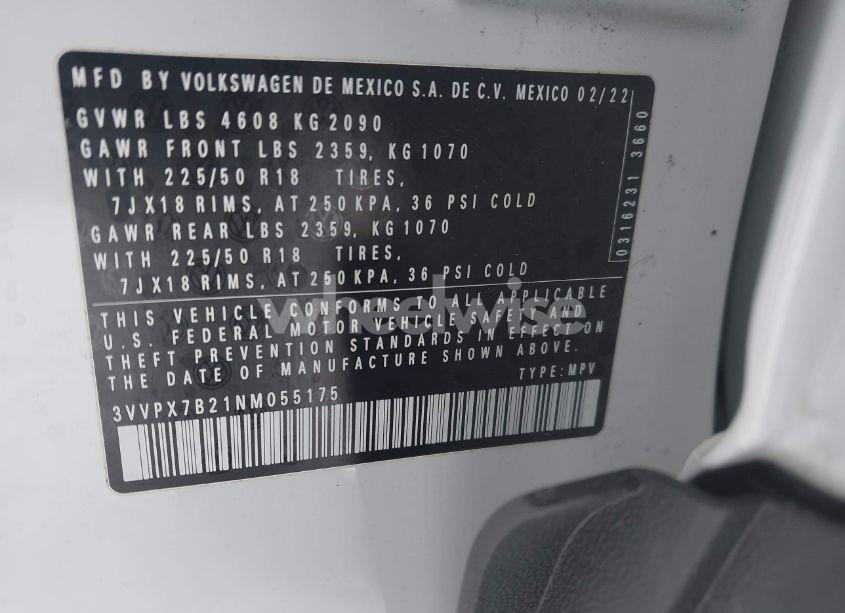 MFD BY VOLKSWAGEN DE MEXICO S.A. DE C.V. MEXICO 02/22
GVWR LBS 4608 KG 2090
GAWR FRONT LBS 2359, KG 1070
WITH 225/50 R18 TIRES,
7JX18 RIMS, AT 250 KPA, 36 PSI COLD
GAWR REAR LBS 2359, KG 1070
WITH 225/50 R18 TIRES,
7JX18 RIMS, AT 250 KPA, 36 PSI COLD
0316231 3660
THIS VEHICLE CONFORMS TO ALL APPLICABLE
U.S. FEDERAL MOTOR VEHICLE SAFETY AND
THEFT PREVENTION STANDARDS IN EFFECT ON
THE DATE OF MANUFACTURE SHOWN ABOVE.
TYPE: MPV
3VVPX7B21NM055175
wheelwise